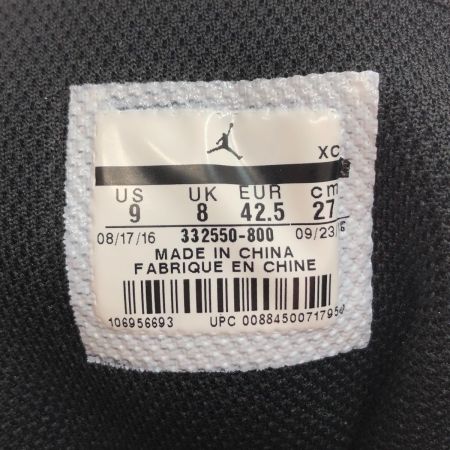 XC
US UK EUR cm
9 8 42.5 27
08/17/16 332550-800 09/23/16
MADE IN CHINA
FABRIQUE EN CHINE
106956693 UPC